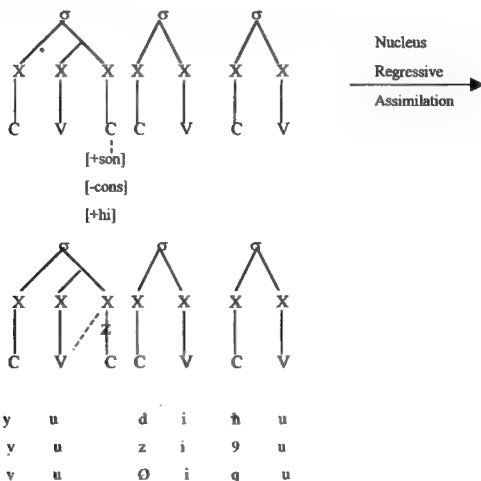 σ σ σ
Nucleus
X X X X X X X
Regressive
Assimilation
C V C C V C V
[+son]
[-cons]
[+hi]
σ σ σ
X X X X X X X
Z
C V C C V C V
y u d i ħ u
y u z i 9 u
y u Ø i q u